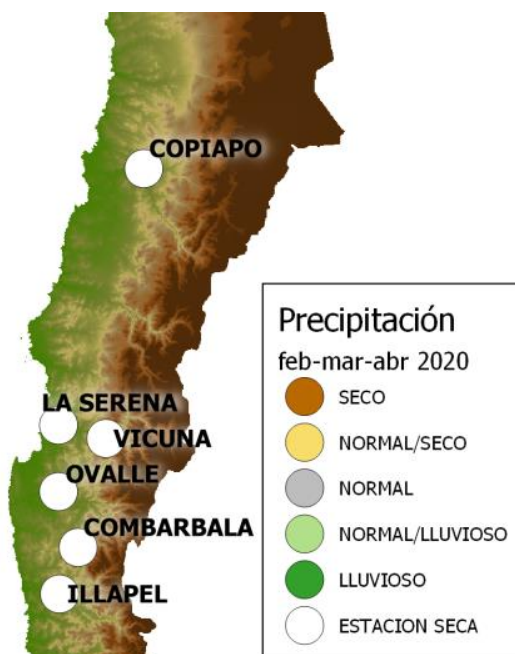 COPIAPO
LA SERENA
VICUNA
OVALLE
COMBARBALA
ILLAPEL
Precipitación
feb-mar-abr 2020
SECO
NORMAL/SECO
NORMAL
NORMAL/LLUVIOSO
LLUVIOSO
ESTACION SECA